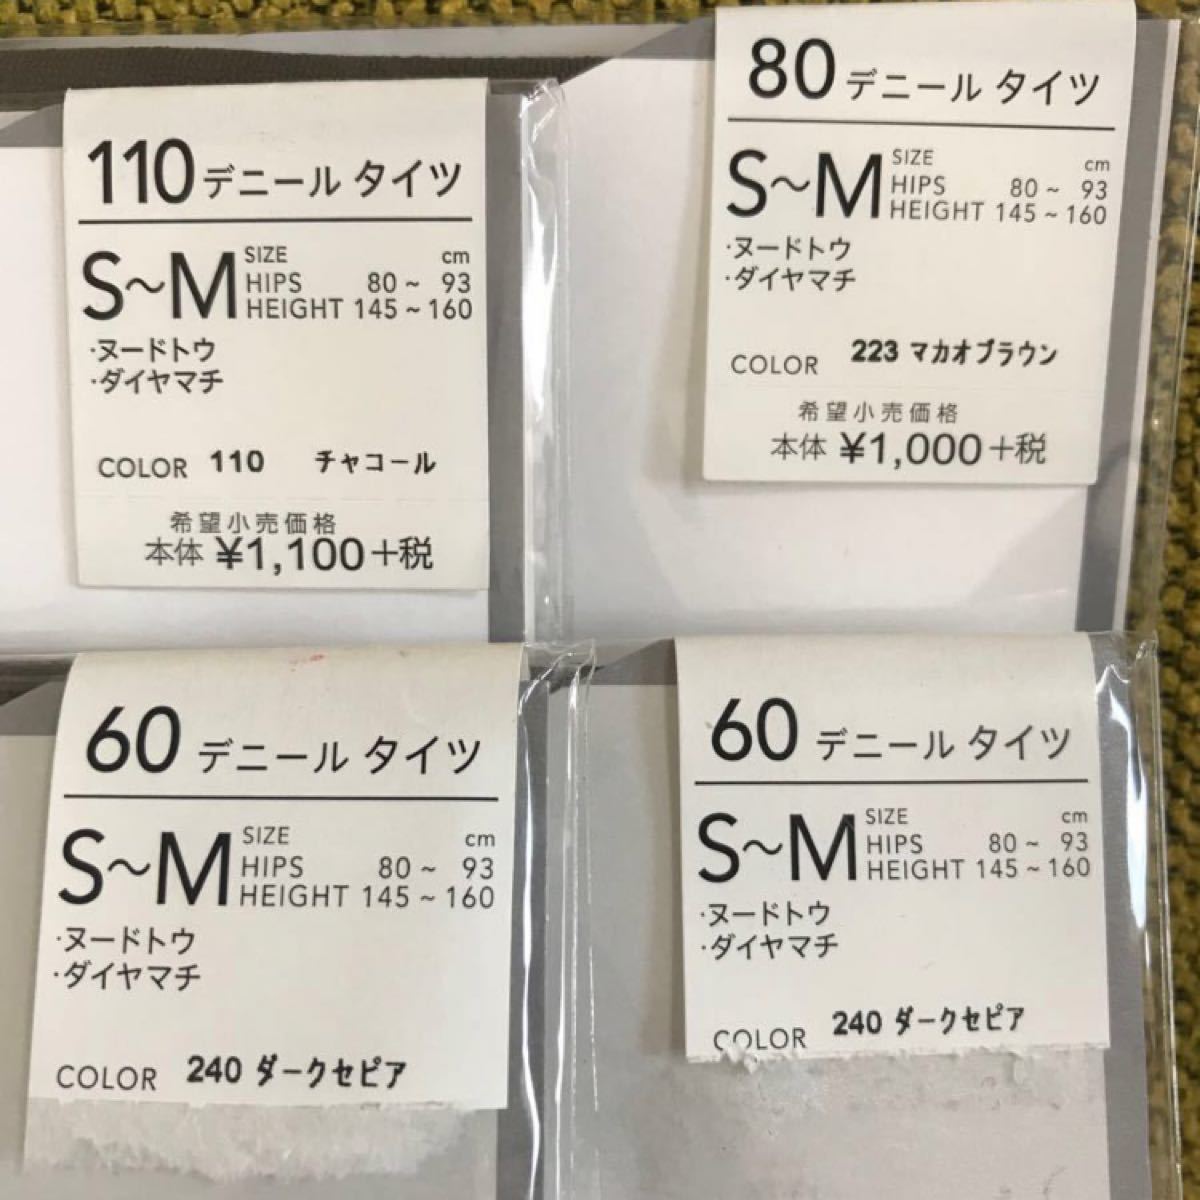 110 デニール タイツ
S~M SIZE cm
HIPS 80 ~ 93
HEIGHT 145 ~ 160
·ヌードトウ
·ダイヤマチ
COLOR 110 チャコール
希望小売価格
本体 ¥1,100+税
80 デニール タイツ
S~M SIZE cm
HIPS 80 ~ 93
HEIGHT 145 ~ 160
·ヌードトウ
·ダイヤマチ
COLOR 223 マカオブラウン
希望小売価格
本体 ¥1,000+税
60 デニール タイツ
S~M SIZE cm
HIPS 80 ~ 93
HEIGHT 145 ~ 160
·ヌードトウ
·ダイヤマチ
COLOR 240 ダークセピア
60 デニール タイツ
S~M SIZE cm
HIPS 80 ~ 93
HEIGHT 145 ~ 160
·ヌードトウ
·ダイヤマチ
COLOR 240 ダークセピア